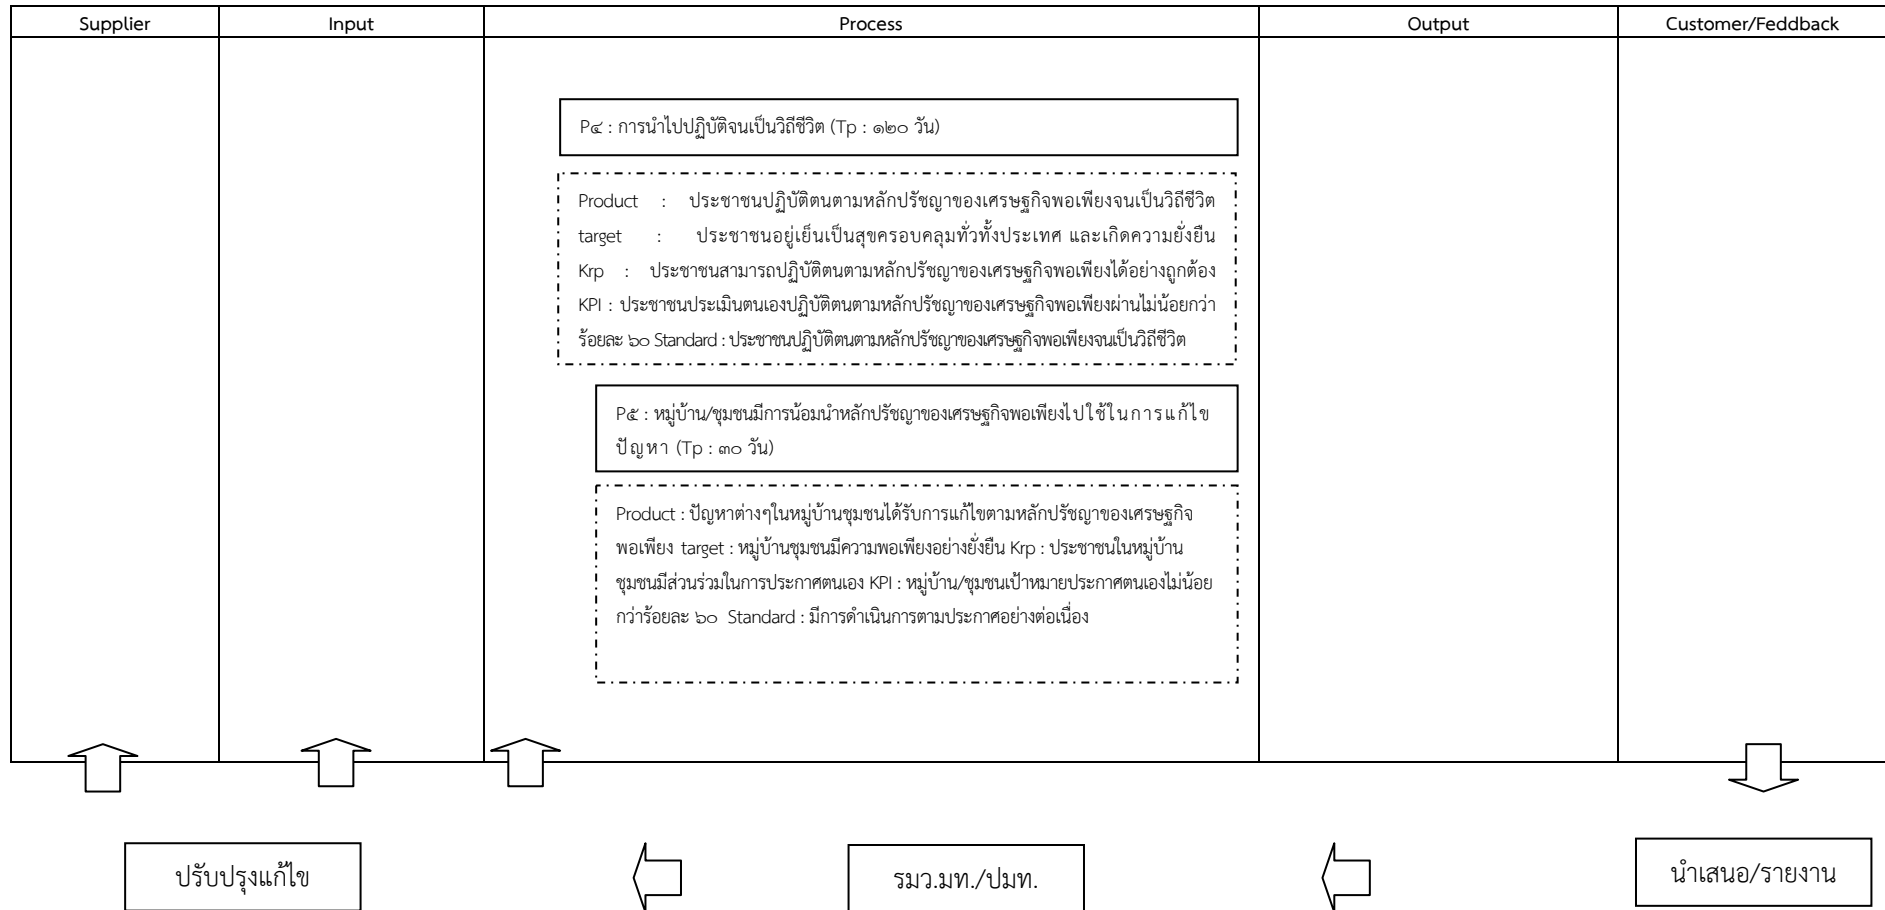 Supplier Input Process Output Customer/Feddback
P๔ : การนำไปปฏิบัติจนเป็นวิถีชีวิต (Tp : ๑๒๐ วัน)
Product : ประชาชนปฏิบัติตนตามหลักปรัชญาของเศรษฐกิจพอเพียงจนเป็นวิถีชีวิต
target : ประชาชนอยู่เย็นเป็นสุขครอบคลุมทั่วทั้งประเทศ และเกิดความยั่งยืน
Krp : ประชาชนสามารถปฏิบัติตนตามหลักปรัชญาของเศรษฐกิจพอเพียงได้อย่างถูกต้อง
KPI : ประชาชนประเมินตนเองปฏิบัติตนตามหลักปรัชญาของเศรษฐกิจพอเพียงผ่านไม่น้อยกว่า
ร้อยละ ๖๐ Standard : ประชาชนปฏิบัติตนตามหลักปรัชญาของเศรษฐกิจพอเพียงจนเป็นวิถีชีวิต
P๕ : หมู่บ้าน/ชุมชนมีการน้อมนำหลักปรัชญาของเศรษฐกิจพอเพียงไปใช้ในการแก้ไข
ปัญหา (Tp : ๓๐ วัน)
Product : ปัญหาต่างๆในหมู่บ้านชุมชนได้รับการแก้ไขตามหลักปรัชญาของเศรษฐกิจ
พอเพียง target : หมู่บ้านชุมชนมีความพอเพียงอย่างยั่งยืน Krp : ประชาชนในหมู่บ้าน
ชุมชนมีส่วนร่วมในการประกาศตนเอง KPI : หมู่บ้าน/ชุมชนเป้าหมายประกาศตนเองไม่น้อย
กว่าร้อยละ ๖๐ Standard : มีการดำเนินการตามประกาศอย่างต่อเนื่อง
ปรับปรุงแก้ไข รมว.มท./ปมท. นำเสนอ/รายงาน